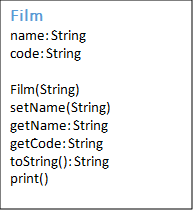 Film
name: String
code: String
Film(String)
setName(String)
getName: String
getCode: String
toString(): String
print()